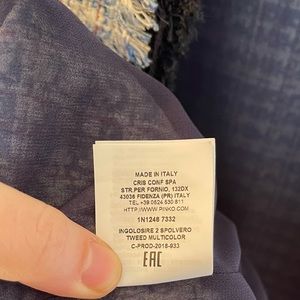 MADE IN ITALY
CRIS CONF SPA
STR.PER FORNIO, 132DX
43036 FIDENZA (PR) ITALY
TEL +39 0524 530 811
HTTP://WWW.PINKO.COM
1N1246 7332
INGOLOSIRE 2 SPOLVERO
TWEED MULTICOLOR
C-PROD-2018-933
EAC